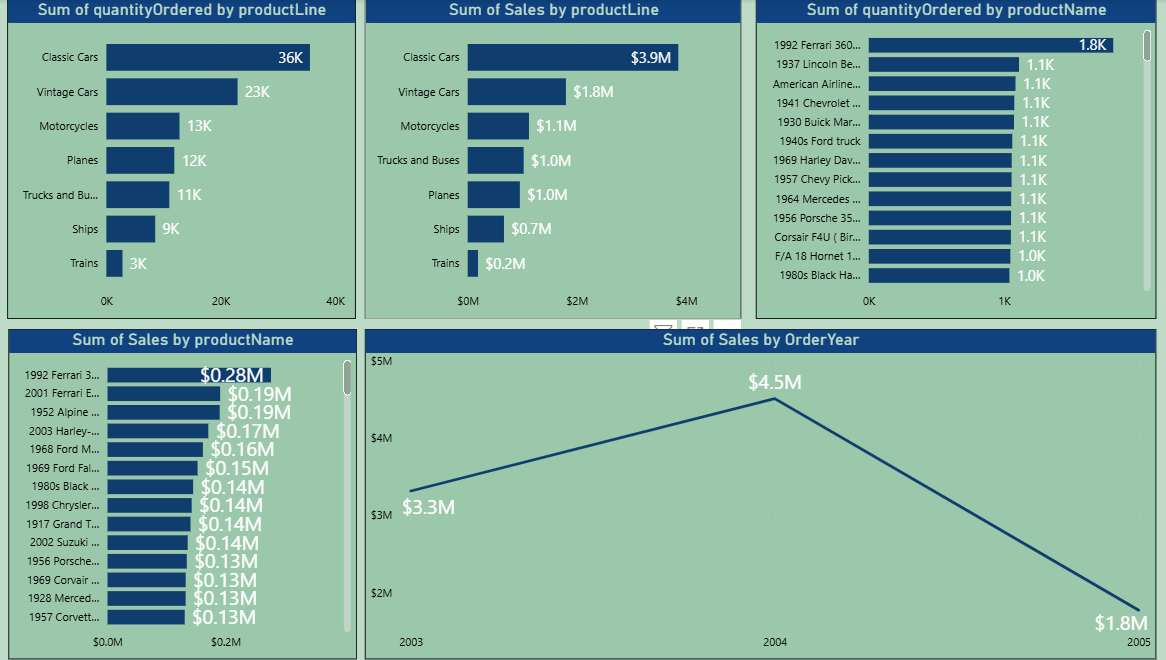 Sum of quantityOrdered by productLine
Classic Cars 36K
Vintage Cars 23K
Motorcycles 13K
Planes 12K
Trucks and Bu... 11K
Ships 9K
Trains 3K
0K 20K 40K
Sum of Sales by productLine
Classic Cars $3.9M
Vintage Cars $1.8M
Motorcycles $1.1M
Trucks and Buses $1.0M
Planes $1.0M
Ships $0.7M
Trains $0.2M
$0M $2M $4M
Sum of quantityOrdered by productName
1992 Ferrari 360... 1.8K
1937 Lincoln Be... 1.1K
American Airline... 1.1K
1941 Chevrolet ... 1.1K
1930 Buick Mar... 1.1K
1940s Ford truck 1.1K
1969 Harley Dav... 1.1K
1957 Chevy Pick... 1.1K
1964 Mercedes ... 1.1K
1956 Porsche 35... 1.1K
Corsair F4U ( Bir... 1.1K
F/A 18 Hornet 1... 1.0K
1980s Black Ha... 1.0K
0K 1K
Sum of Sales by productName
1992 Ferrari 3... $0.28M
2001 Ferrari E... $0.19M
1952 Alpine ... $0.19M
2003 Harley-... $0.17M
1968 Ford M... $0.16M
1969 Ford Fal... $0.15M
1980s Black ... $0.14M
1998 Chrysler... $0.14M
1917 Grand T... $0.14M
2002 Suzuki ... $0.14M
1956 Porsche... $0.13M
1969 Corvair ... $0.13M
1928 Merced... $0.13M
1957 Corvett... $0.13M
$0.0M $0.2M
Sum of Sales by OrderYear
$5M
$4.5M
$4M
$3.3M
$3M
$2M
$1.8M
2003 2004 2005